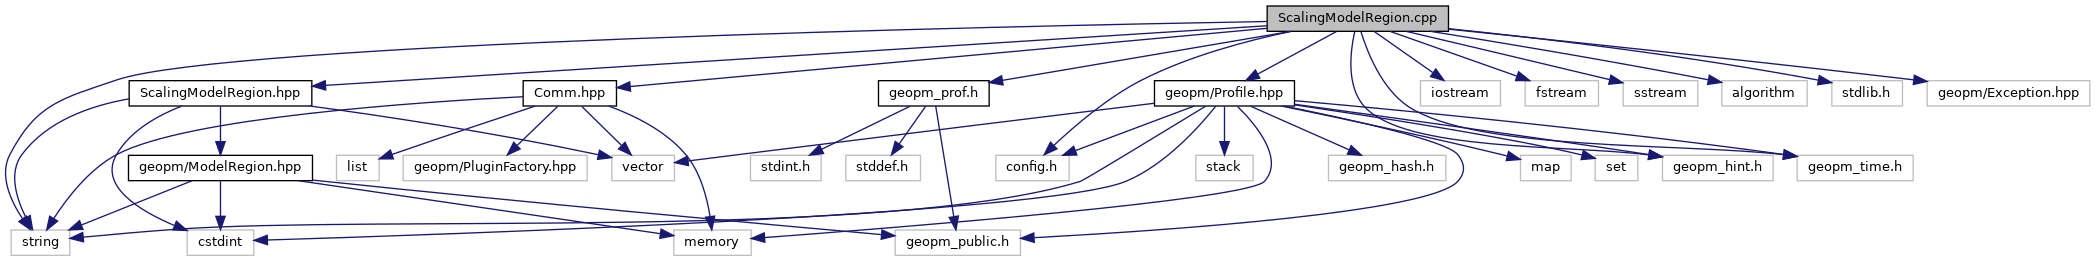 ScalingModelRegion.cpp
ScalingModelRegion.hpp
Comm.hpp
geopm_prof.h
geopm/Profile.hpp
iostream
fstream
sstream
algorithm
stdlib.h
geopm/Exception.hpp
geopm/ModelRegion.hpp
list
geopm/PluginFactory.hpp
vector
stdint.h
stddef.h
config.h
stack
geopm_hash.h
map
set
geopm_hint.h
geopm_time.h
string
cstdint
memory
geopm_public.h